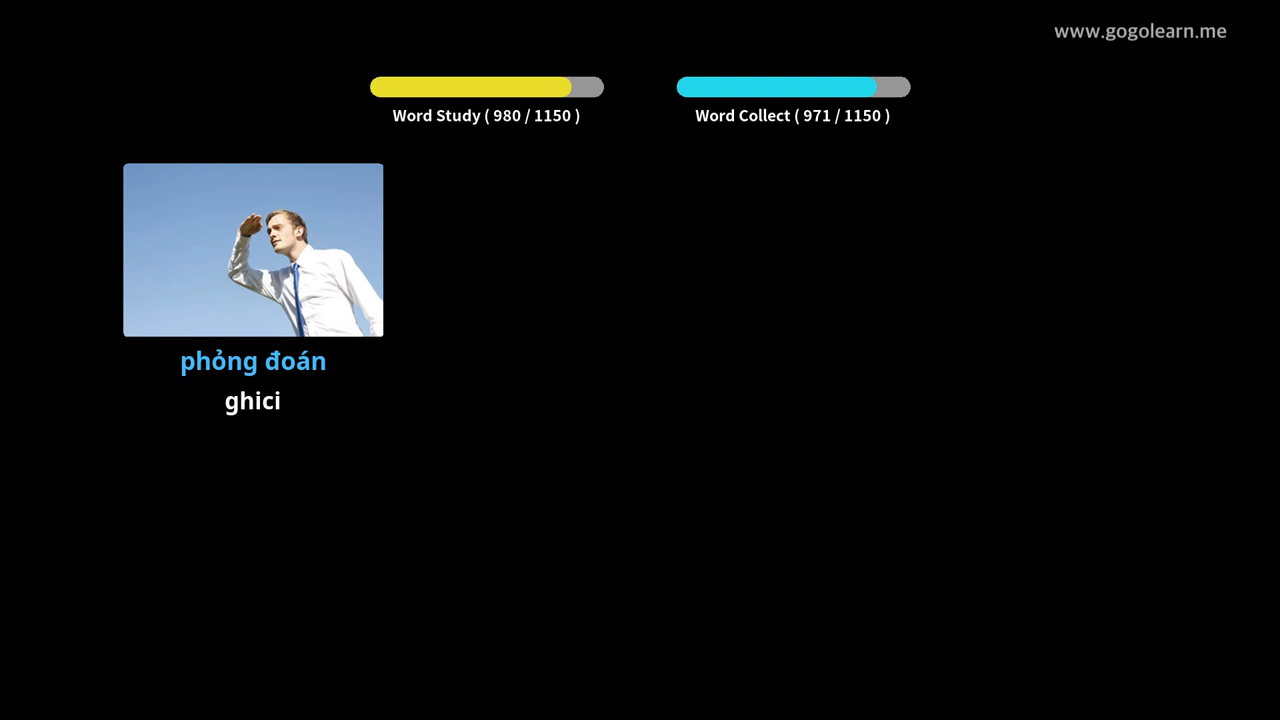 www.gogolearn.me
Word Study ( 980 / 1150 )
Word Collect ( 971 / 1150 )
phỏng đoán
ghici